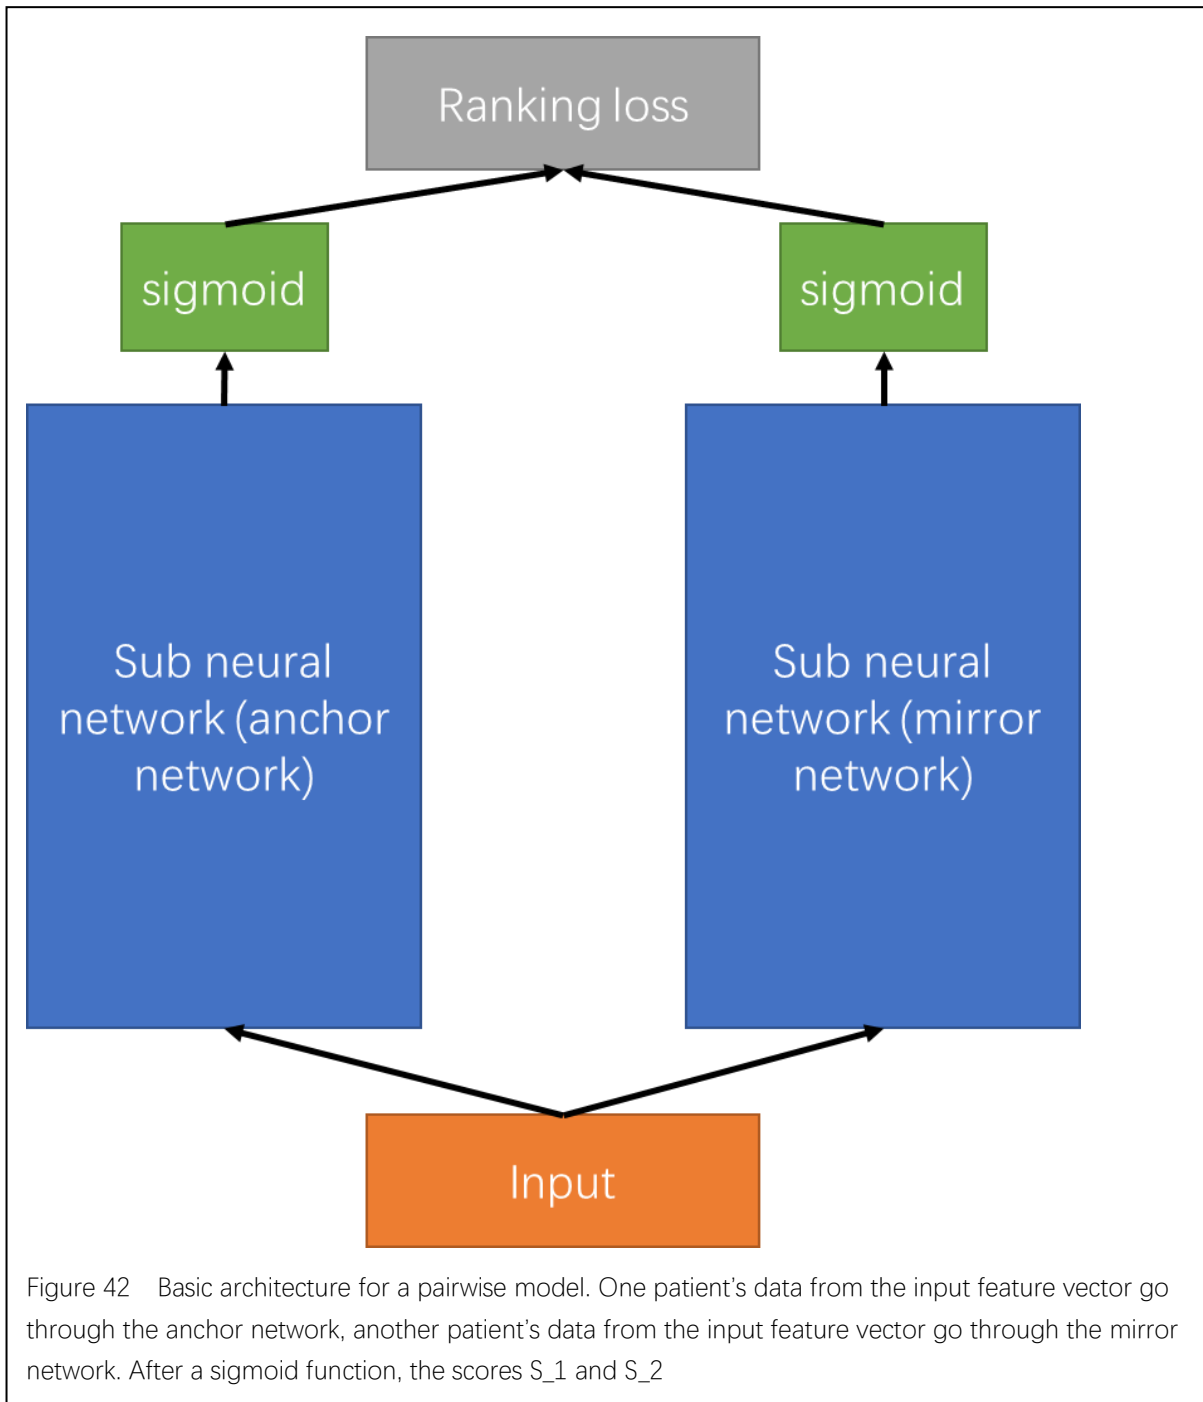 Ranking loss
sigmoid
sigmoid
Sub neural
network (anchor
network)
Sub neural
network (mirror
network)
Input
Figure 42 Basic architecture for a pairwise model. One patient’s data from the input feature vector go
through the anchor network, another patient’s data from the input feature vector go through the mirror
network. After a sigmoid function, the scores S_1 and S_2